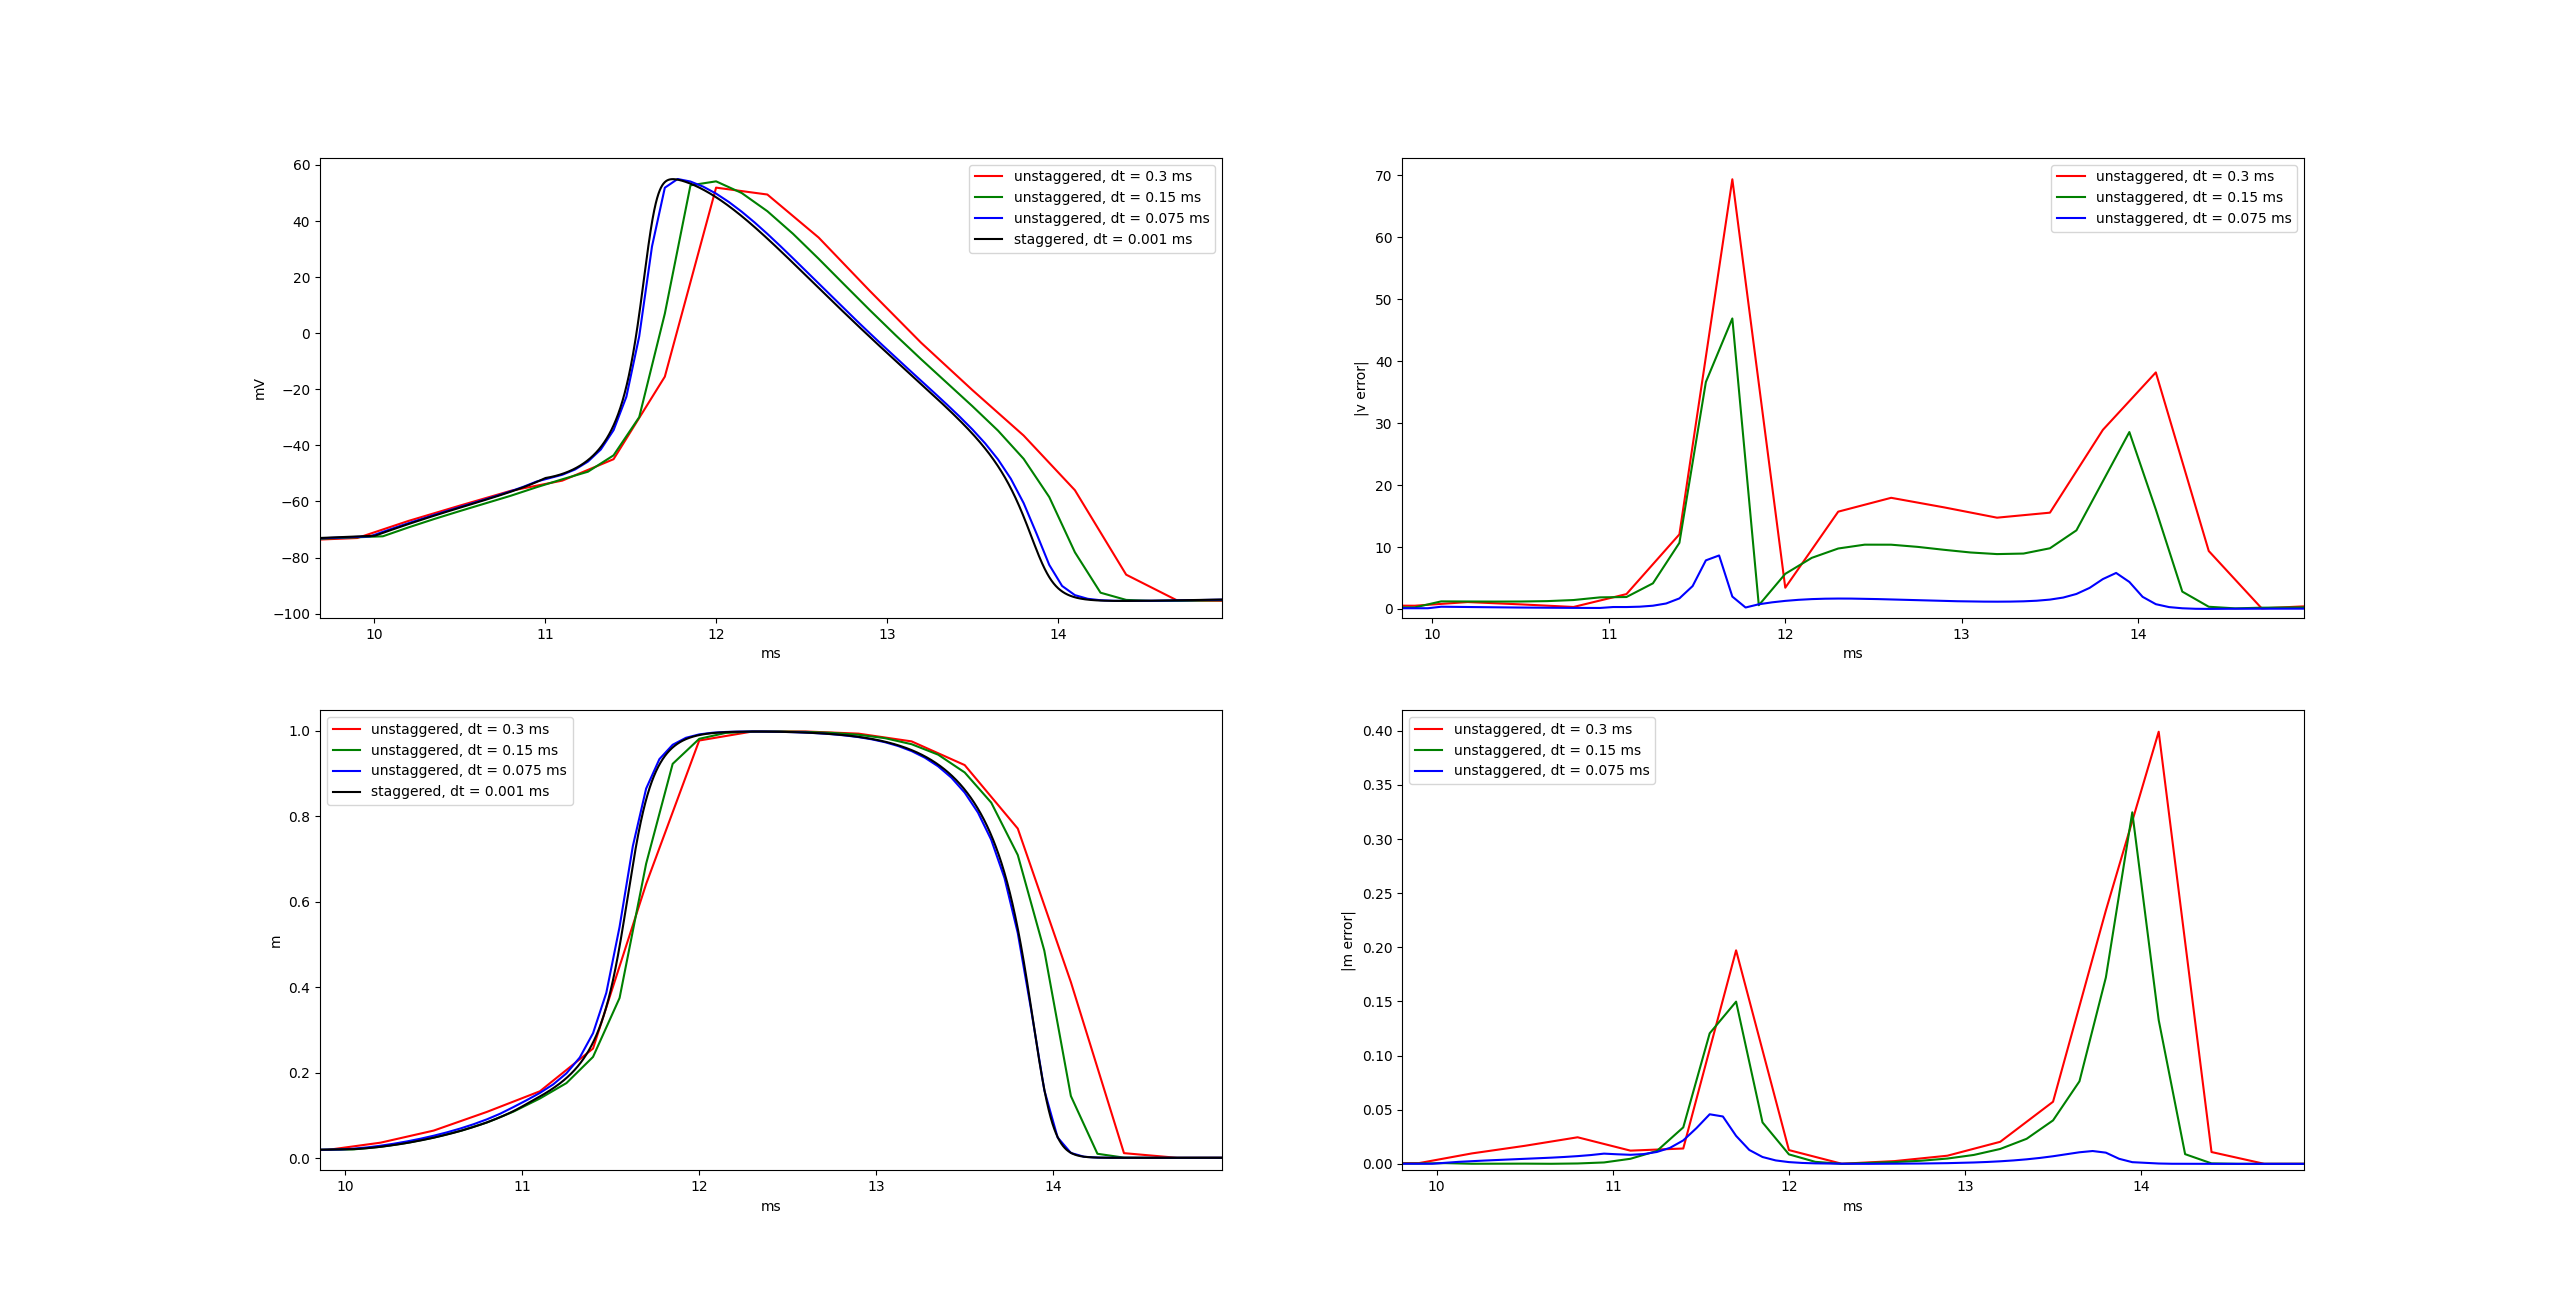 60
40
20
0
−20
−40
−60
−80
−100
mV
10 11 12 13 14
ms
unstaggered, dt = 0.3 ms
unstaggered, dt = 0.15 ms
unstaggered, dt = 0.075 ms
staggered, dt = 0.001 ms
70
60
50
40
30
20
10
0
|v error|
10 11 12 13 14
ms
unstaggered, dt = 0.3 ms
unstaggered, dt = 0.15 ms
unstaggered, dt = 0.075 ms
1.0
0.8
0.6
0.4
0.2
0.0
m
10 11 12 13 14
ms
unstaggered, dt = 0.3 ms
unstaggered, dt = 0.15 ms
unstaggered, dt = 0.075 ms
staggered, dt = 0.001 ms
0.40
0.35
0.30
0.25
0.20
0.15
0.10
0.05
0.00
|m error|
10 11 12 13 14
ms
unstaggered, dt = 0.3 ms
unstaggered, dt = 0.15 ms
unstaggered, dt = 0.075 ms